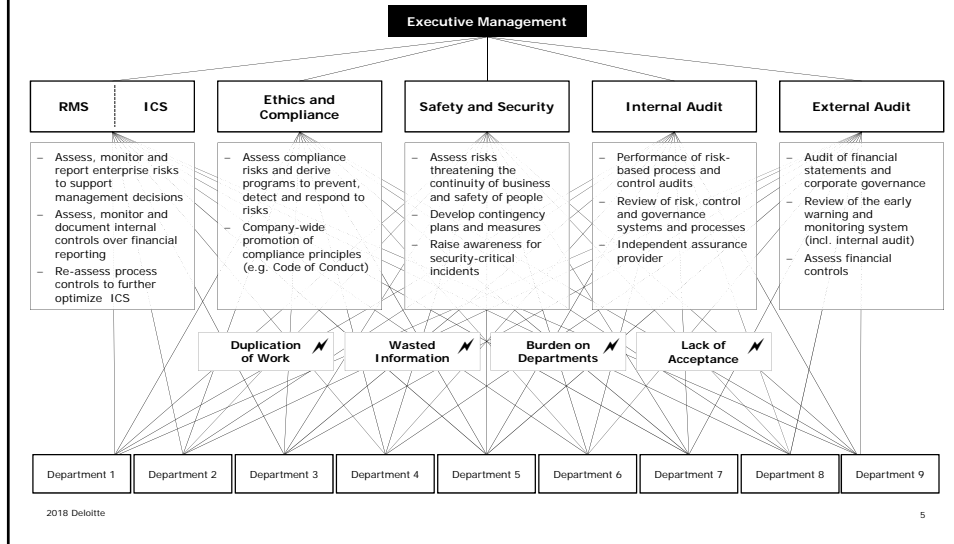 Executive Management
RMS
ICS
Ethics and
Compliance
Safety and Security
Internal Audit
External Audit
– Assess, monitor and
report enterprise risks
to support
management decisions
– Assess, monitor and
document internal
controls over financial
reporting
– Re-assess process
controls to further
optimize ICS
– Assess compliance
risks and derive
programs to prevent,
detect and respond to
risks
– Company-wide
promotion of
compliance principles
(e.g. Code of Conduct)
– Assess risks
threatening the
continuity of business
and safety of people
– Develop contingency
plans and measures
– Raise awareness for
security-critical
incidents
– Performance of risk-
based process and
control audits
– Review of risk, control
and governance
systems and processes
– Independent assurance
provider
– Audit of financial
statements and
corporate governance
– Review of the early
warning and
monitoring system
(incl. internal audit)
– Assess financial
controls
Duplication
of Work
Wasted
Information
Burden on
Departments
Lack of
Acceptance
Department 1
Department 2
Department 3
Department 4
Department 5
Department 6
Department 7
Department 8
Department 9
2018 Deloitte
5